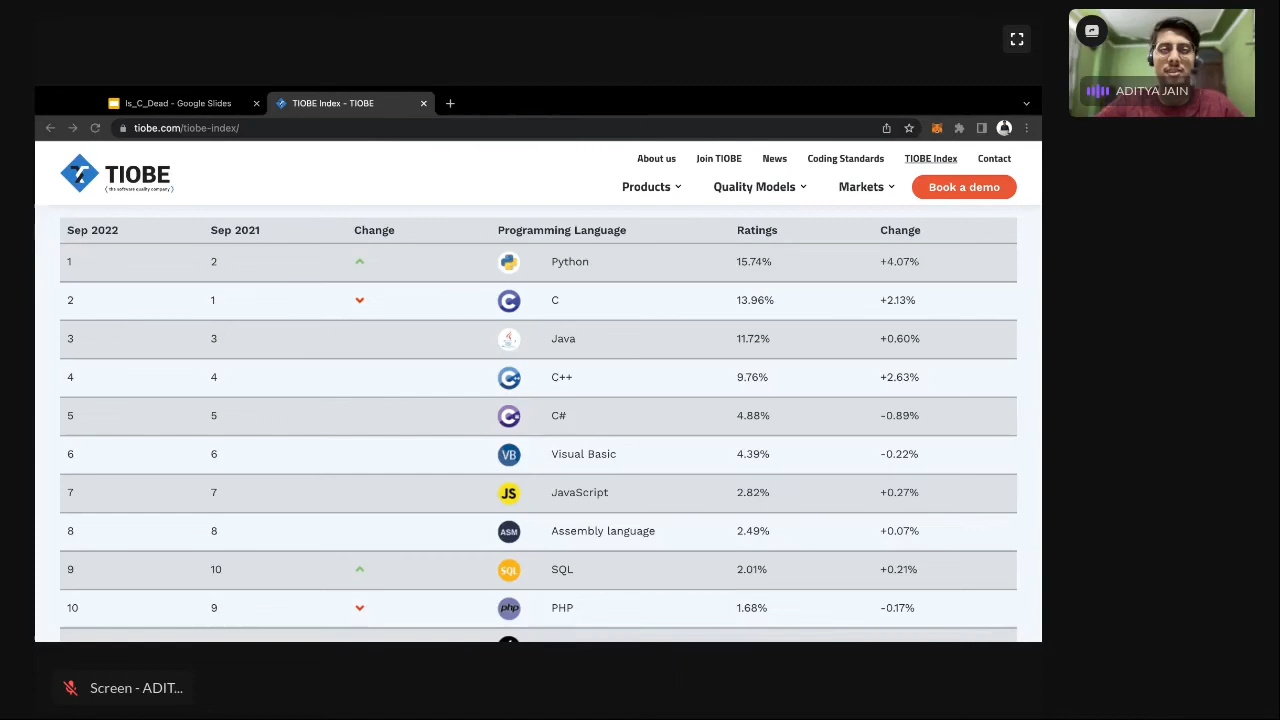 ADITYA JAIN
Is_C_Dead - Google Slides
TIOBE Index - TIOBE
tiobe.com/tiobe-index/
TIOBE
(the software quality company)
About us Join TIOBE News Coding Standards TIOBE Index Contact
Products Quality Models Markets Book a demo
Sep 2022 Sep 2021 Change Programming Language Ratings Change
1 2 Python 15.74% +4.07%
2 1 C 13.96% +2.13%
3 3 Java 11.72% +0.60%
4 4 C++ 9.76% +2.63%
5 5 C# 4.88% -0.89%
6 6 VB Visual Basic 4.39% -0.22%
7 7 JS JavaScript 2.82% +0.27%
8 8 ASM Assembly language 2.49% +0.07%
9 10 SQL SQL 2.01% +0.21%
10 9 php PHP 1.68% -0.17%
Screen - ADIT...